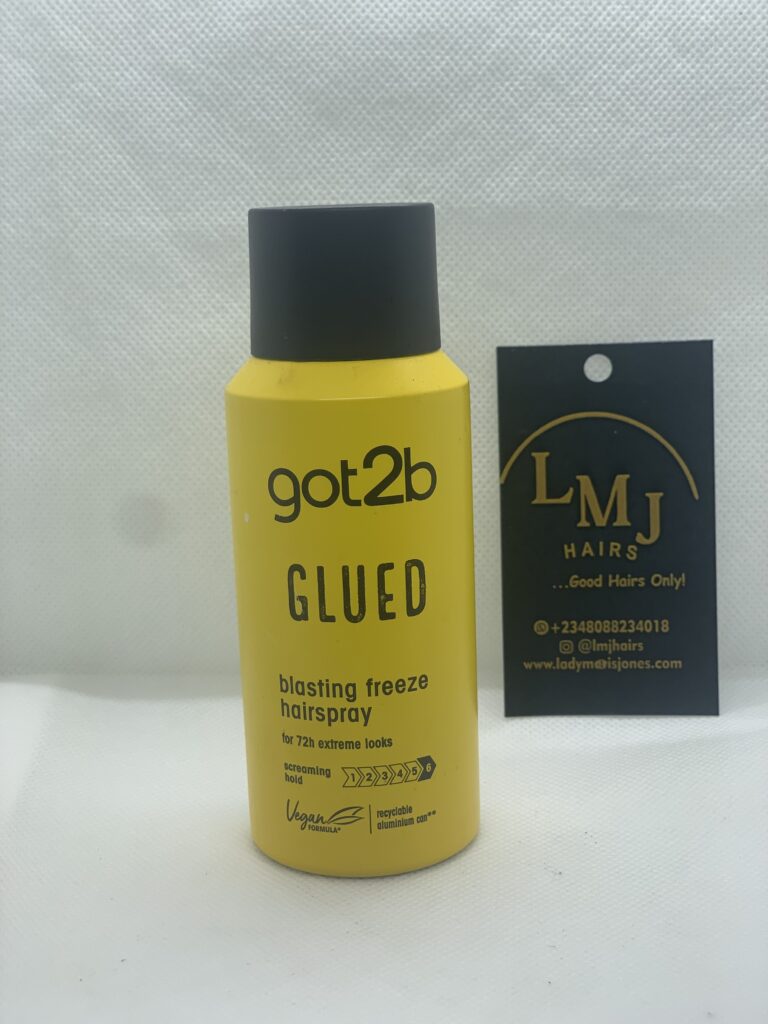 got2b
GLUED
blasting freeze
hairspray
for 72h extreme looks
screaming
hold
1 2 3 4 5 6
Vegan
FORMULA*
recyclable
aluminium can**
LMJ
HAIRS
...Good Hairs Only!
+2348088234018
@lmjhairs